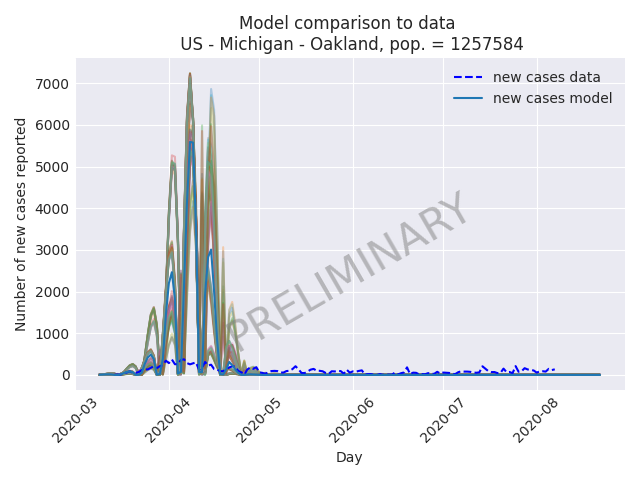 Model comparison to data
US - Michigan - Oakland, pop. = 1257584
new cases data
new cases model
Number of new cases reported
7000
6000
5000
4000
3000
2000
1000
0
PRELIMINARY
2020-03
2020-04
2020-05
2020-06
2020-07
2020-08
Day